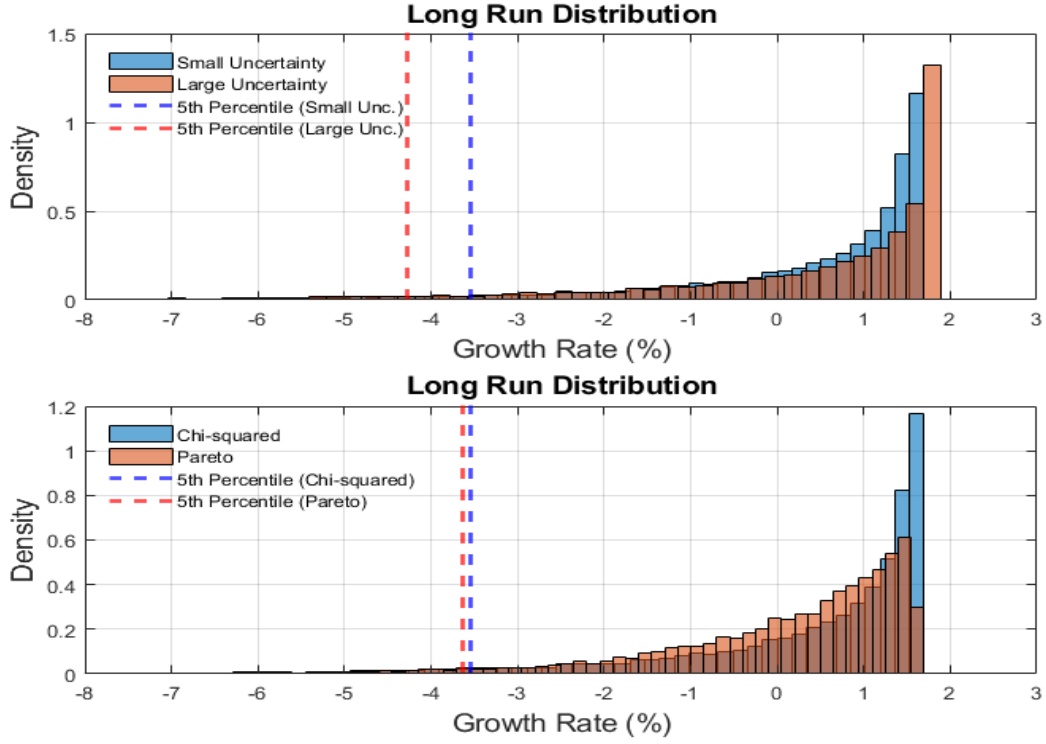 Long Run Distribution
1.5
1
0.5
0
Density
Small Uncertainty
Large Uncertainty
5th Percentile (Small Unc.)
5th Percentile (Large Unc.)
-8 -7 -6 -5 -4 -3 -2 -1 0 1 2 3
Growth Rate (%)
Long Run Distribution
1.2
1
0.8
0.6
0.4
0.2
0
Density
Chi-squared
Pareto
5th Percentile (Chi-squared)
5th Percentile (Pareto)
-8 -7 -6 -5 -4 -3 -2 -1 0 1 2 3
Growth Rate (%)